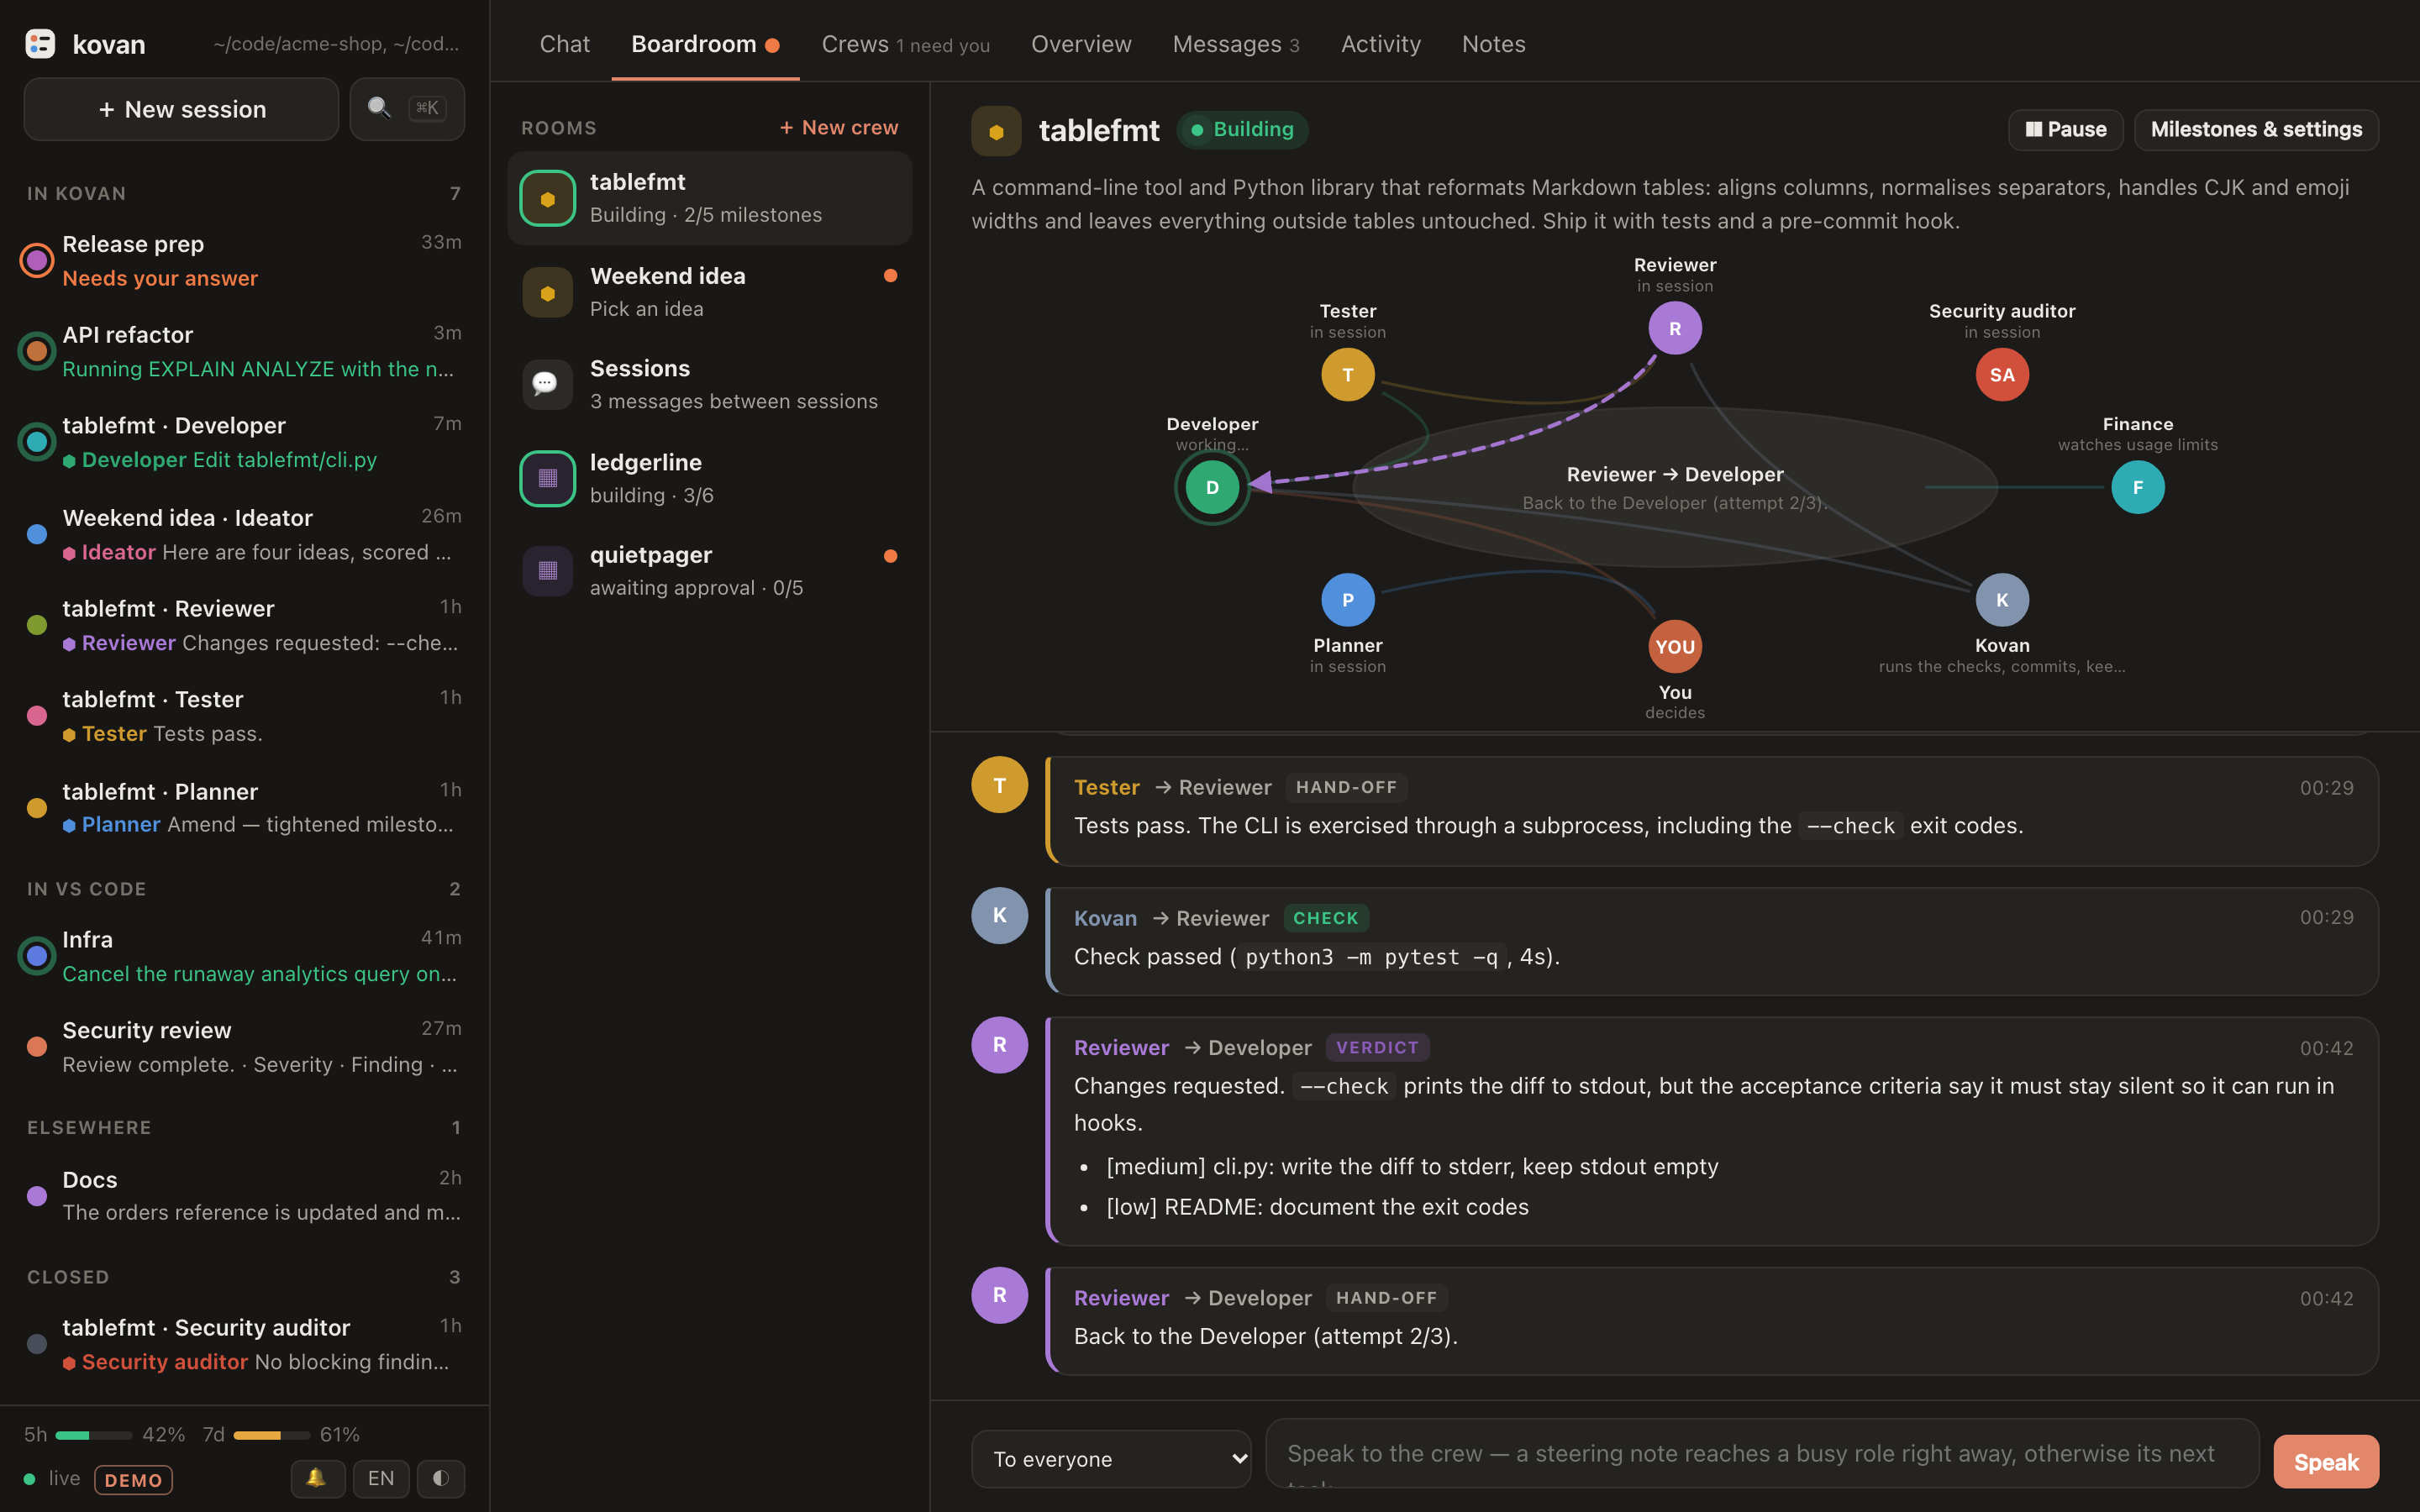 kovan
~/code/acme-shop, ~/cod...
+ New session
⌘K
IN KOVAN 7
Release prep 33m
Needs your answer
API refactor 3m
Running EXPLAIN ANALYZE with the n...
tablefmt · Developer 7m
Developer Edit tablefmt/cli.py
Weekend idea · Ideator 26m
Ideator Here are four ideas, scored ...
tablefmt · Reviewer 1h
Reviewer Changes requested: --che...
tablefmt · Tester 1h
Tester Tests pass.
tablefmt · Planner 1h
Planner Amend — tightened milesto...
IN VS CODE 2
Infra 41m
Cancel the runaway analytics query on...
Security review 27m
Review complete. · Severity · Finding · ...
ELSEWHERE 1
Docs 2h
The orders reference is updated and m...
CLOSED 3
tablefmt · Security auditor 1h
Security auditor No blocking findin...
5h 42% 7d 61%
live DEMO EN
Chat Boardroom Crews 1 need you Overview Messages 3 Activity Notes
ROOMS + New crew
tablefmt
Building · 2/5 milestones
Weekend idea
Pick an idea
Sessions
3 messages between sessions
ledgerline
building · 3/6
quietpager
awaiting approval · 0/5
tablefmt Building
Pause Milestones & settings
A command-line tool and Python library that reformats Markdown tables: aligns columns, normalises separators, handles CJK and emoji
widths and leaves everything outside tables untouched. Ship it with tests and a pre-commit hook.
Reviewer
in session
R
Tester
in session
T
Security auditor
in session
SA
Developer
working...
D
Finance
watches usage limits
F
Reviewer → Developer
Back to the Developer (attempt 2/3).
P
Planner
in session
YOU
You
decides
K
Kovan
runs the checks, commits, kee...
T
Tester → Reviewer HAND-OFF 00:29
Tests pass. The CLI is exercised through a subprocess, including the --check exit codes.
K
Kovan → Reviewer CHECK 00:29
Check passed ( python3 -m pytest -q , 4s).
R
Reviewer → Developer VERDICT 00:42
Changes requested. --check prints the diff to stdout, but the acceptance criteria say it must stay silent so it can run in
hooks.
• [medium] cli.py: write the diff to stderr, keep stdout empty
• [low] README: document the exit codes
R
Reviewer → Developer HAND-OFF 00:42
Back to the Developer (attempt 2/3).
To everyone
Speak to the crew — a steering note reaches a busy role right away, otherwise its next
Speak